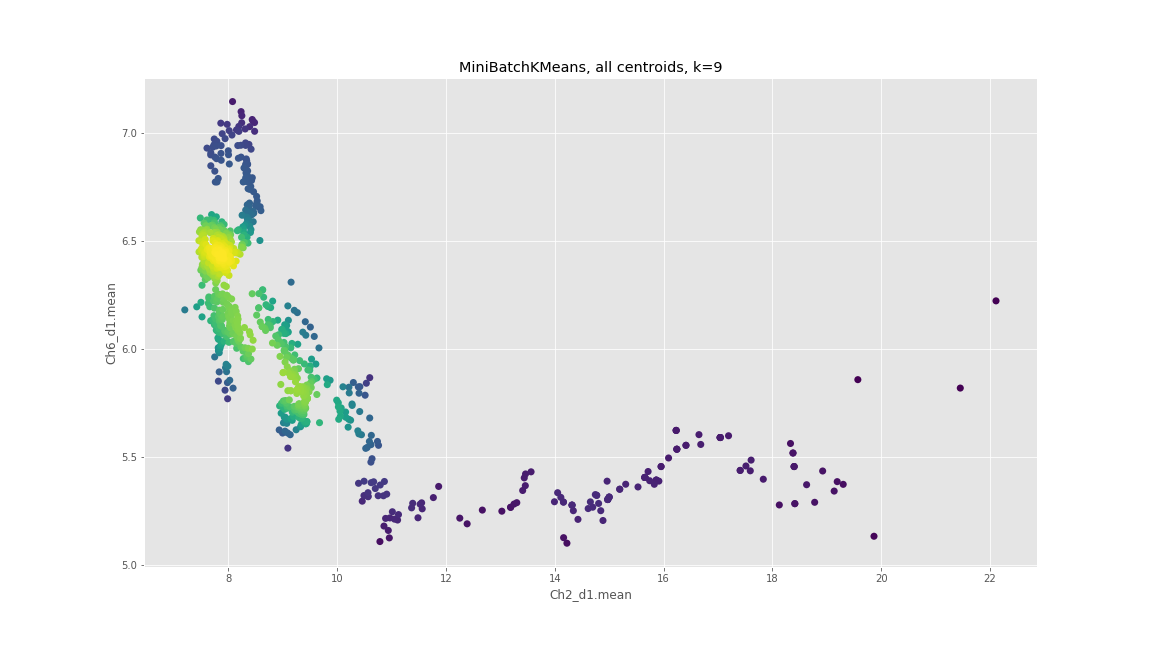 MiniBatchKMeans, all centroids, k=9
7.0
6.5
6.0
5.5
5.0
Ch6_d1.mean
8 10 12 14 16 18 20 22
Ch2_d1.mean